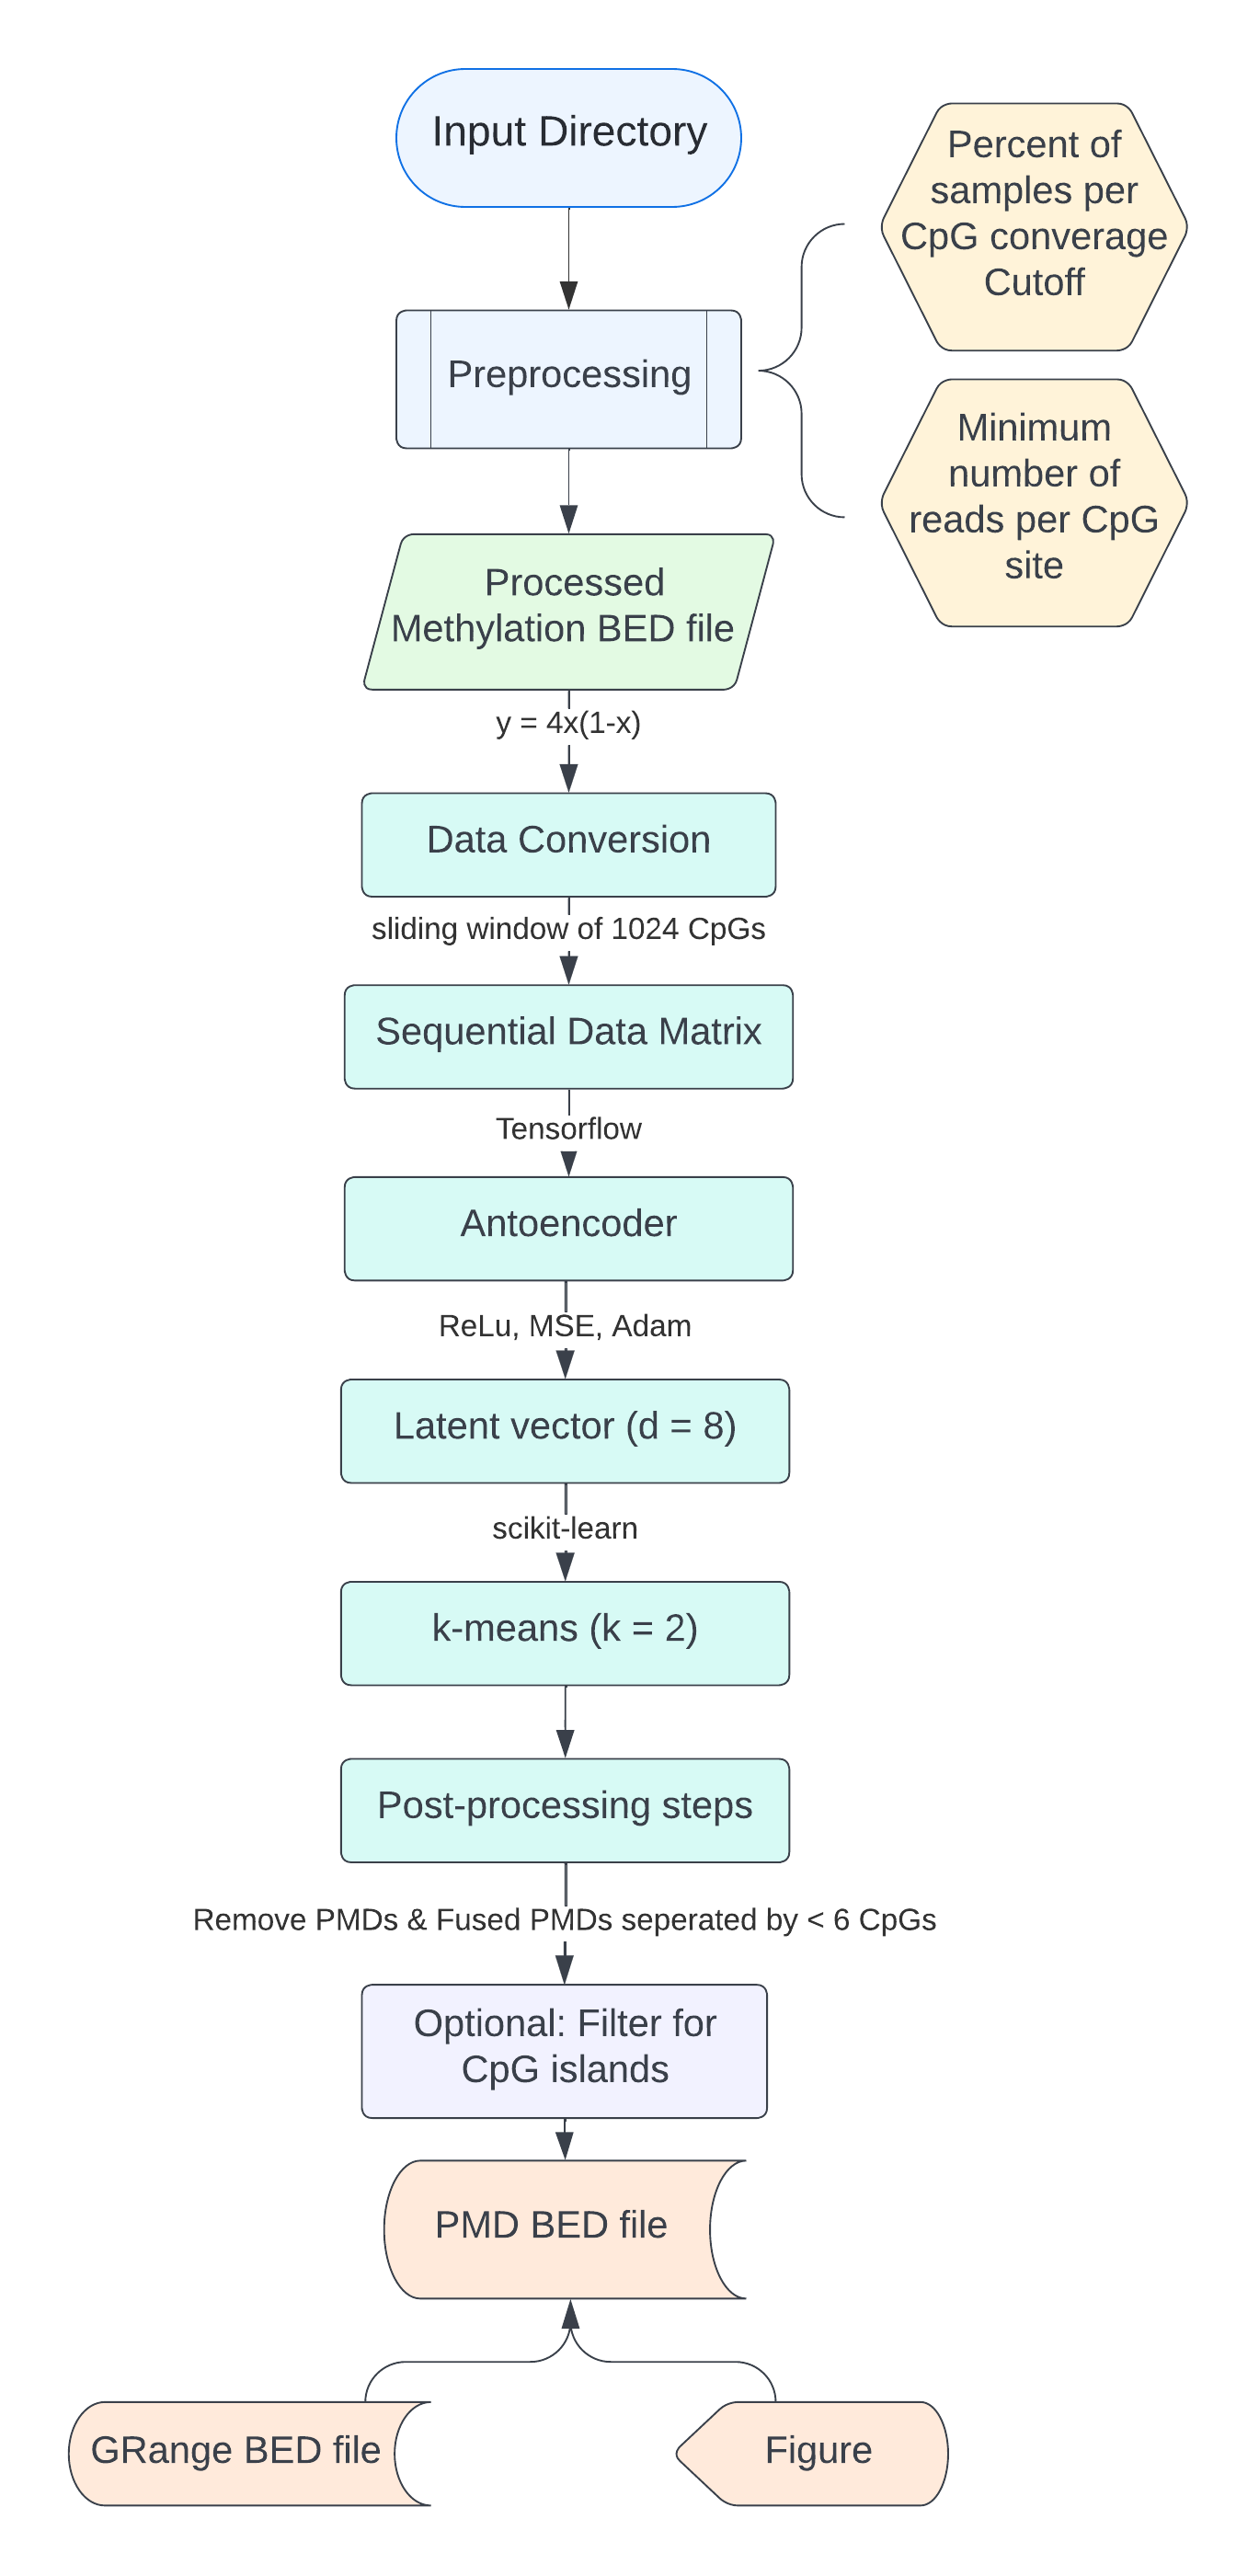 Input Directory
Percent of
samples per
CpG converage
Cutoff
Preprocessing
Minimum
number of
reads per CpG
site
Processed
Methylation BED file
y = 4x(1-x)
Data Conversion
sliding window of 1024 CpGs
Sequential Data Matrix
Tensorflow
Antoencoder
ReLu, MSE, Adam
Latent vector (d = 8)
scikit-learn
k-means (k = 2)
Post-processing steps
Remove PMDs & Fused PMDs seperated by < 6 CpGs
Optional: Filter for
CpG islands
PMD BED file
GRange BED file
Figure